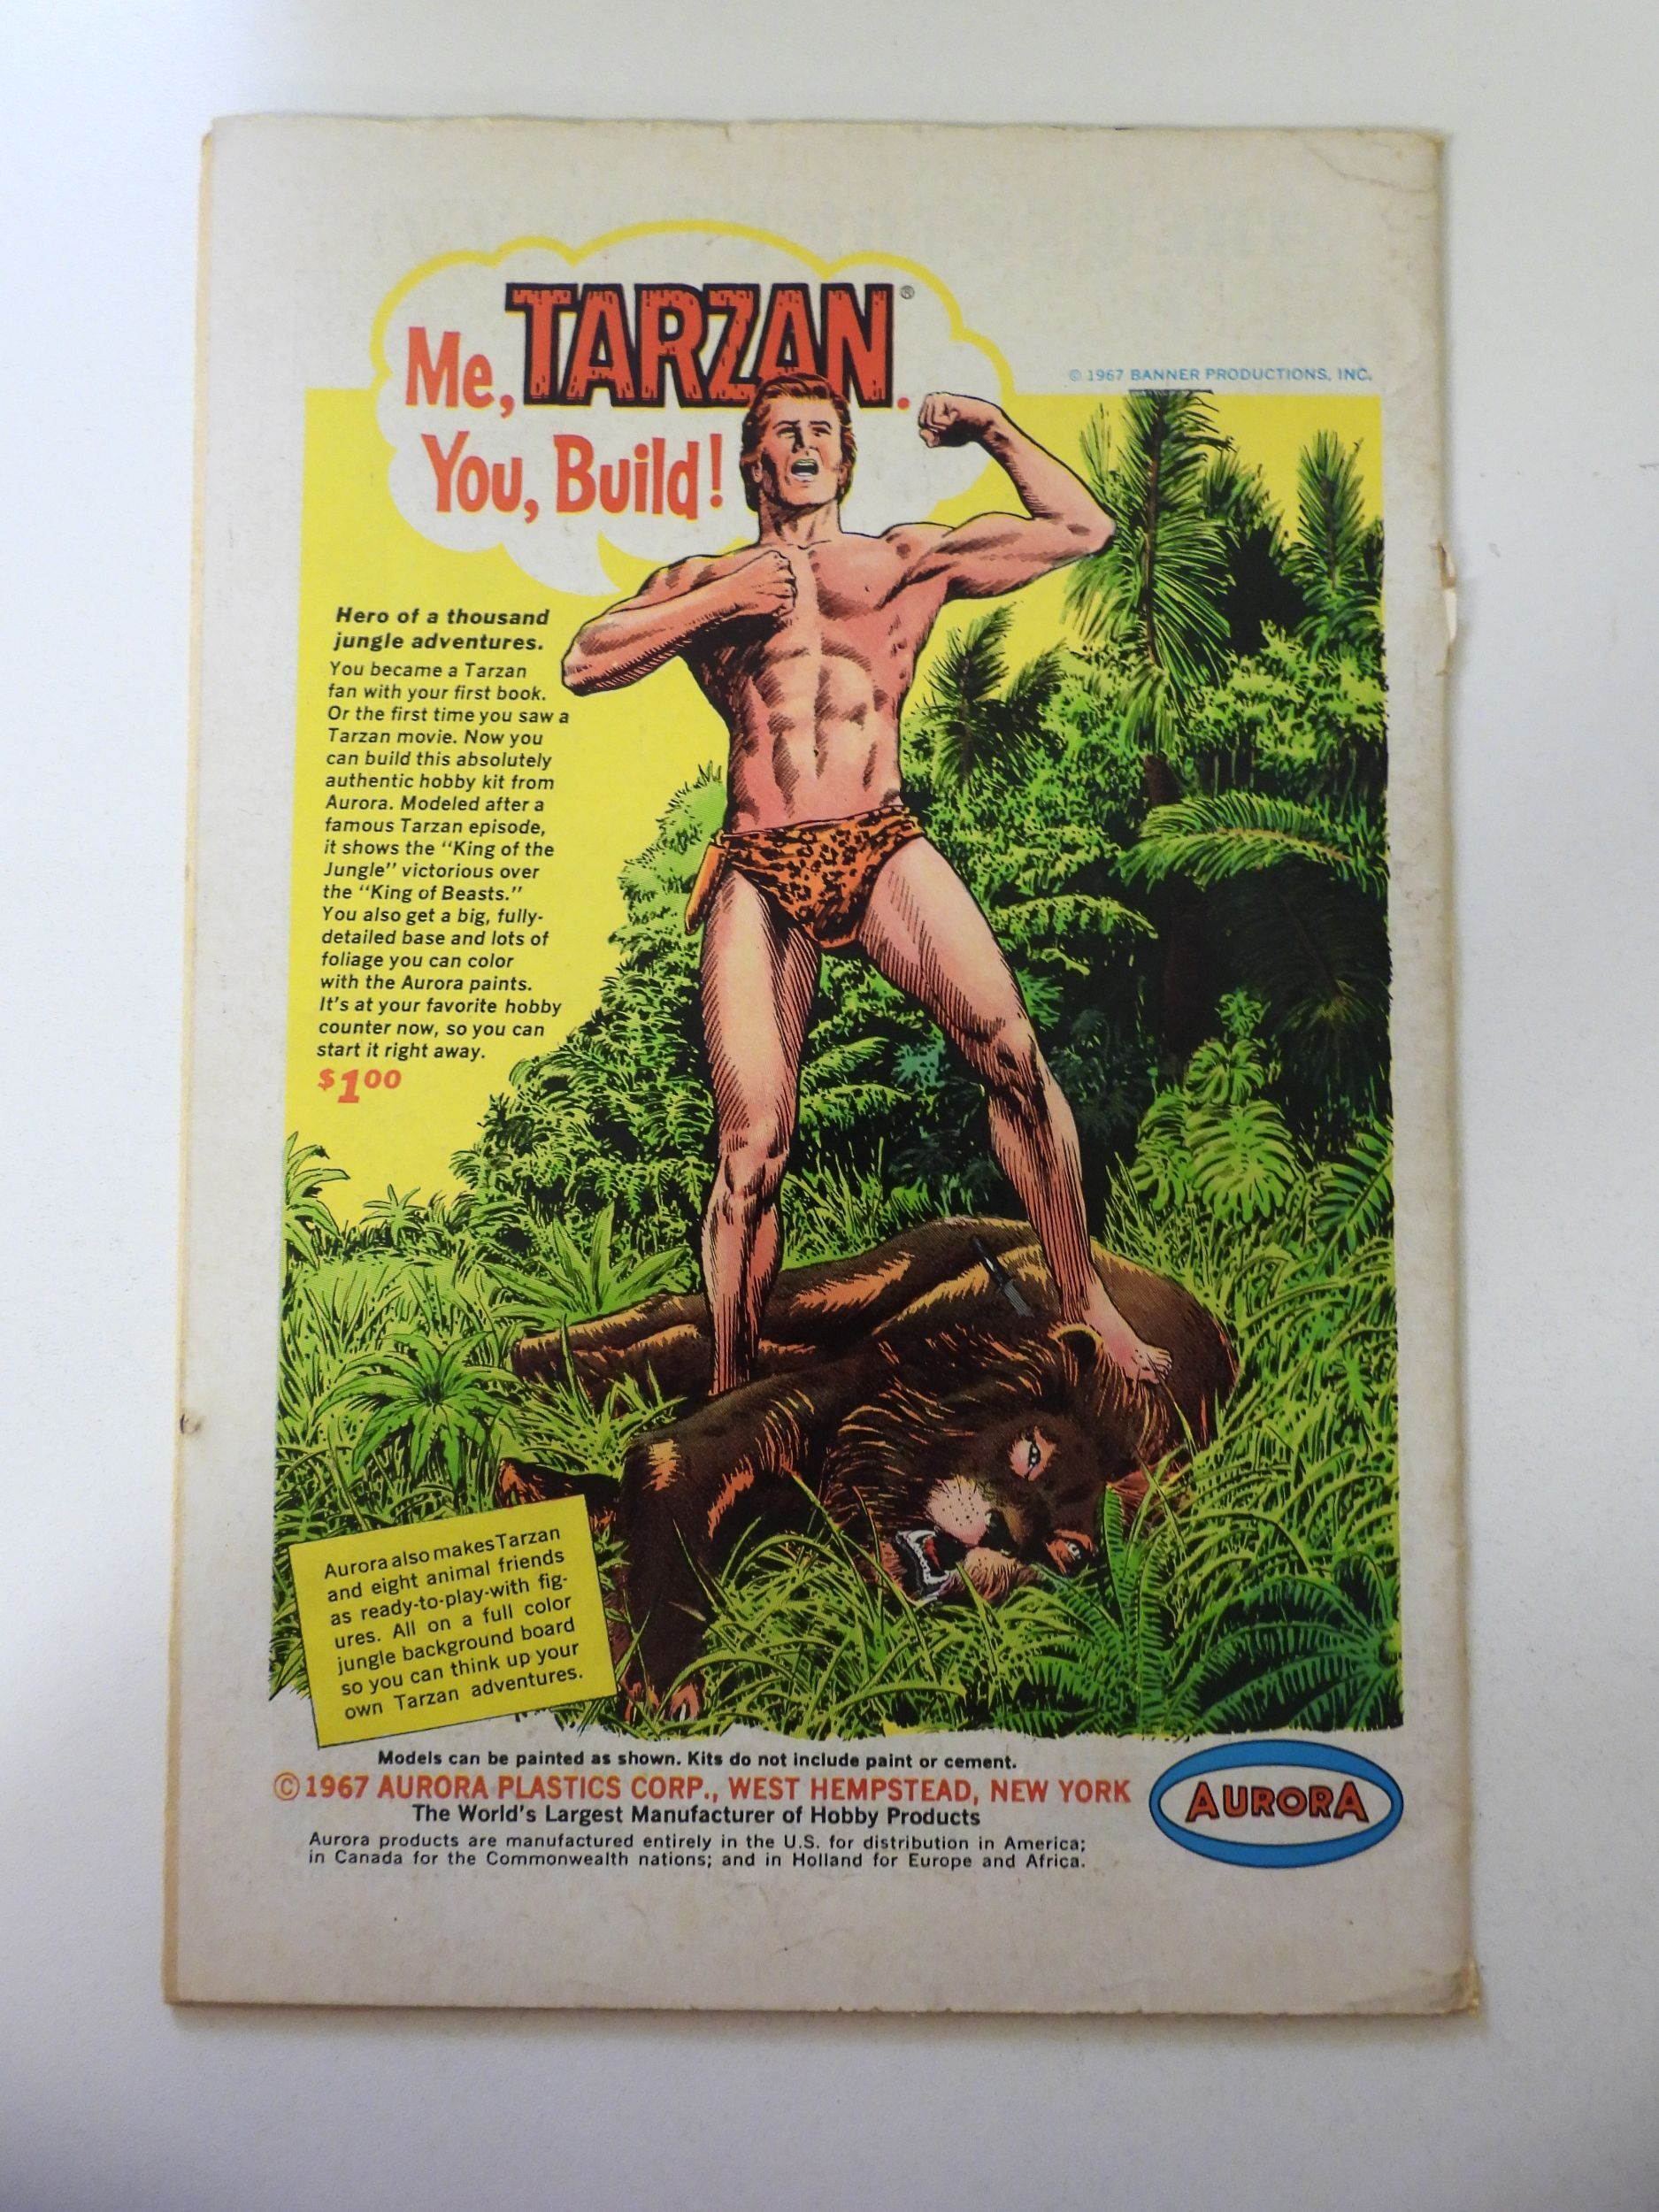 Me, TARZAN®.
You, Build!
© 1967 BANNER PRODUCTIONS, INC.
Hero of a thousand
jungle adventures.
You became a Tarzan
fan with your first book.
Or the first time you saw a
Tarzan movie. Now you
can build this absolutely
authentic hobby kit from
Aurora. Modeled after a
famous Tarzan episode,
it shows the “King of the
Jungle” victorious over
the “King of Beasts.”
You also get a big, fully-
detailed base and lots of
foliage you can color
with the Aurora paints.
It's at your favorite hobby
counter now, so you can
start it right away.
$100
Aurora also makes Tarzan
and eight animal friends
as ready-to-play-with fig-
ures. All on a full color
jungle background board
so you can think up your
own Tarzan adventures.
Models can be painted as shown. Kits do not include paint or cement.
© 1967 AURORA PLASTICS CORP., WEST HEMPSTEAD, NEW YORK
The World's Largest Manufacturer of Hobby Products
Aurora products are manufactured entirely in the U.S. for distribution in America;
in Canada for the Commonwealth nations; and in Holland for Europe and Africa.
AURORA